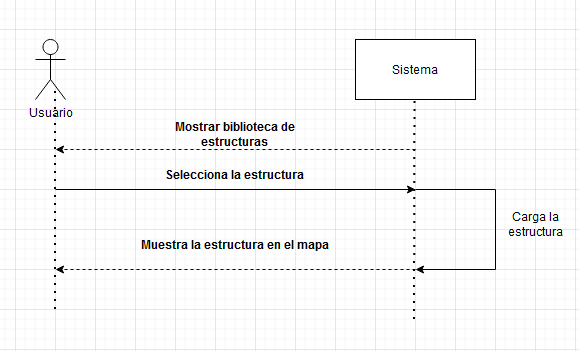 Usuario
Sistema
Mostrar biblioteca de
estructuras
Selecciona la estructura
Carga la
estructura
Muestra la estructura en el mapa